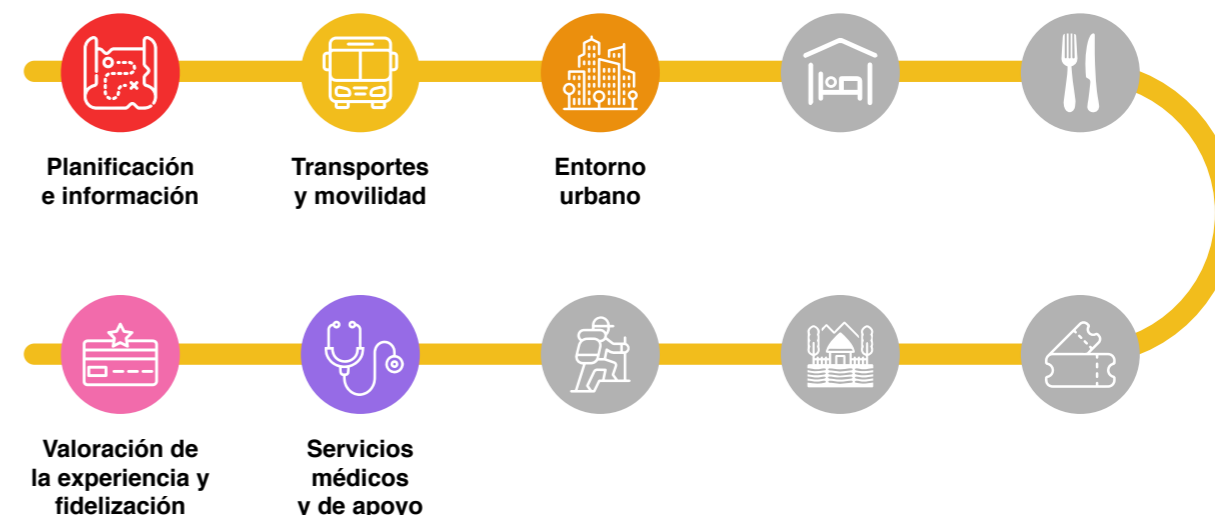 Planificación
e información
Transportes
y movilidad
Entorno
urbano
Valoración de
la experiencia y
fidelización
Servicios
médicos
y de apoyo